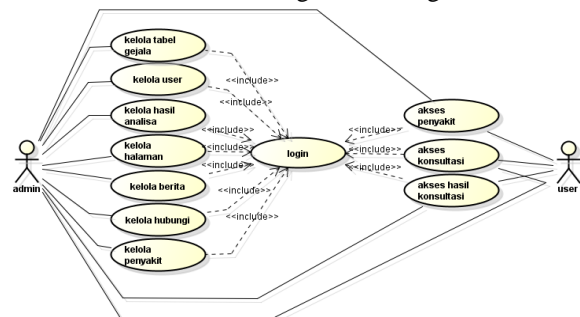 kelola tabel
gejala
kelola user
kelola hasil
analisa
kelola
halaman
kelola berita
kelola hubungi
kelola
penyakit
admin
<<include>>
<<include>>
<<include>>
<<include>>
<<include>>
<<include>>
<<include>>
login
<<include>>
<<include>>
<<include>>
akses
penyakit
akses
konsultasi
akses hasil
konsultasi
user